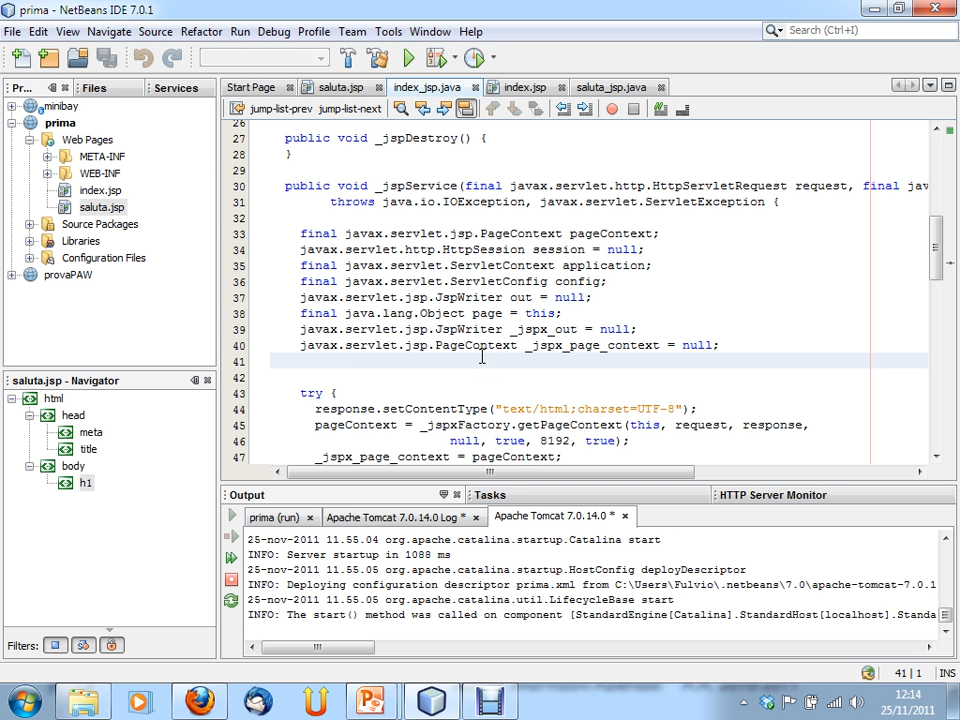 prima - NetBeans IDE 7.0.1
File Edit View Navigate Source Refactor Run Debug Profile Team Tools Window Help
Search (Ctrl+I)
Pr... Files Services
minibay
prima
Web Pages
META-INF
WEB-INF
index.jsp
saluta.jsp
Source Packages
Libraries
Configuration Files
provaPAW
Start Page saluta.jsp index_jsp.java index.jsp saluta_jsp.java
jump-list-prev jump-list-next
26
27 public void _jspDestroy() {
28 }
29
30 public void _jspService(final javax.servlet.http.HttpServletRequest request, final jav
31 throws java.io.IOException, javax.servlet.ServletException {
32
33 final javax.servlet.jsp.PageContext pageContext;
34 javax.servlet.http.HttpSession session = null;
35 final javax.servlet.ServletContext application;
36 final javax.servlet.ServletConfig config;
37 javax.servlet.jsp.JspWriter out = null;
38 final java.lang.Object page = this;
39 javax.servlet.jsp.JspWriter _jspx_out = null;
40 javax.servlet.jsp.PageContext _jspx_page_context = null;
41
42
43 try {
44 response.setContentType("text/html;charset=UTF-8");
45 pageContext = _jspxFactory.getPageContext(this, request, response,
46 null, true, 8192, true);
47 _jspx_page_context = pageContext;
saluta.jsp - Navigator
html
head
meta
title
body
h1
Filters:
Output Tasks HTTP Server Monitor
prima (run) Apache Tomcat 7.0.14.0 Log * Apache Tomcat 7.0.14.0 *
25-nov-2011 11.55.04 org.apache.catalina.startup.Catalina start
INFO: Server startup in 1088 ms
25-nov-2011 11.55.05 org.apache.catalina.startup.HostConfig deployDescriptor
INFO: Deploying configuration descriptor prima.xml from C:\Users\Fulvio\.netbeans\7.0\apache-tomcat-7.0.1
25-nov-2011 11.55.05 org.apache.catalina.util.LifecycleBase start
INFO: The start() method was called on component [StandardEngine[Catalina].StandardHost[localhost].Standa
41 | 1 INS
12:14
25/11/2011